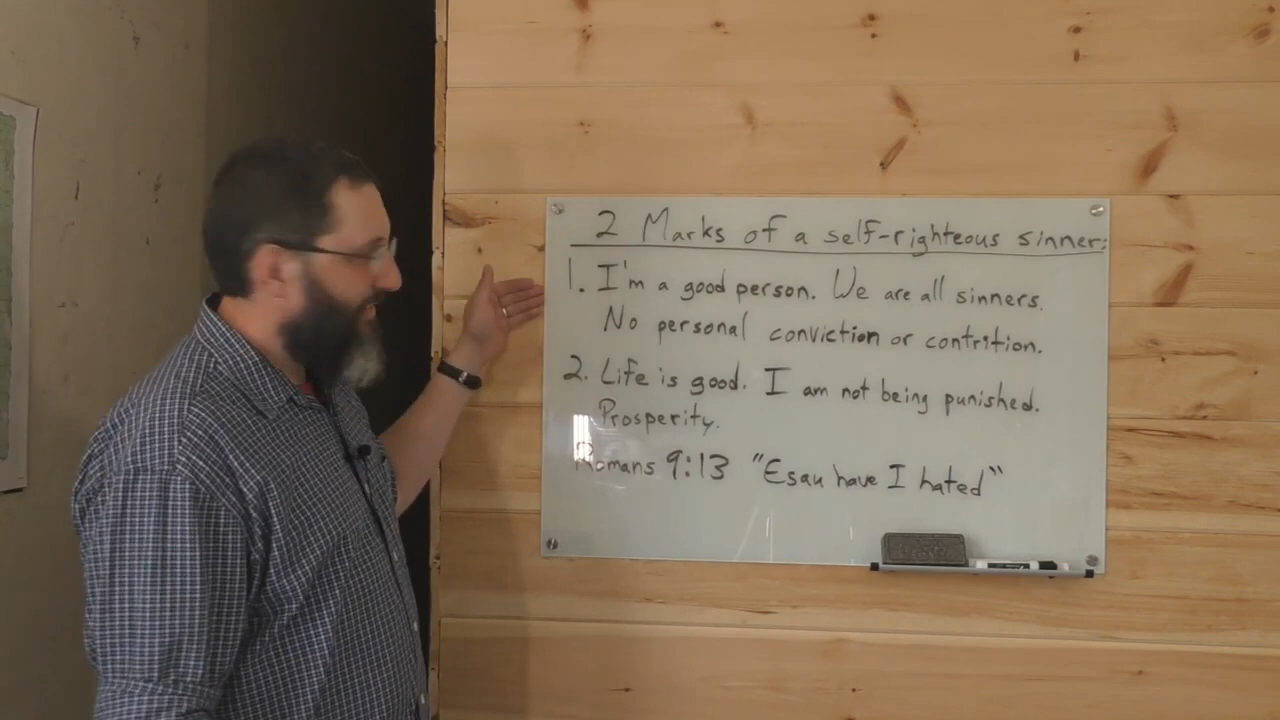 2 Marks of a self-righteous sinner:
1. I'm a good person. We are all sinners.
No personal conviction or contrition.
2. Life is good. I am not being punished.
Prosperity.
Romans 9:13 "Esau have I hated"